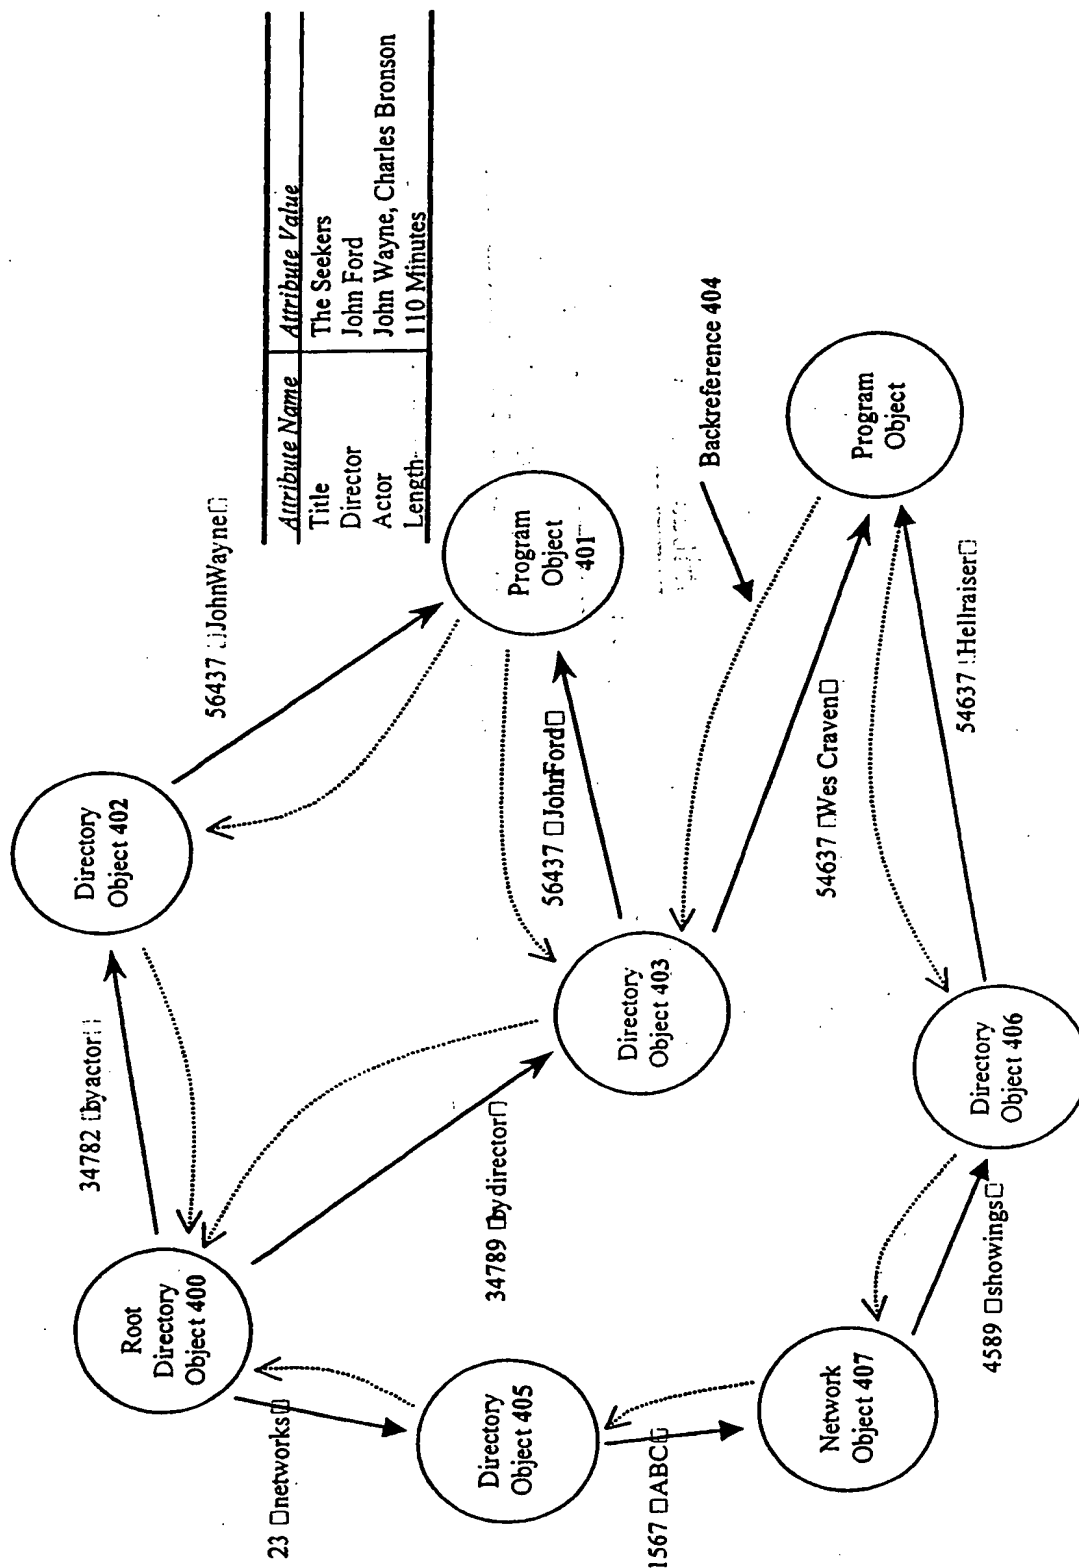 Attribute Name Attribute Value
Title The Seekers
Director John Ford
Actor John Wayne, Charles Bronson
Length 110 Minutes
Directory
Object 402
56437 □JohnWayne□
34782 □byactor□
Program
Object
401
Root
Directory
Object 400
56437 □JohnFord□
34789 □bydirector□
Directory
Object 403
Backreference 404
23 □networks□
Directory
Object 405
54637 □Wes Craven□
Program
Object
1567 □ABC□
Network
Object 407
4589 □showings□
Directory
Object 406
54637 □Hellraiser□